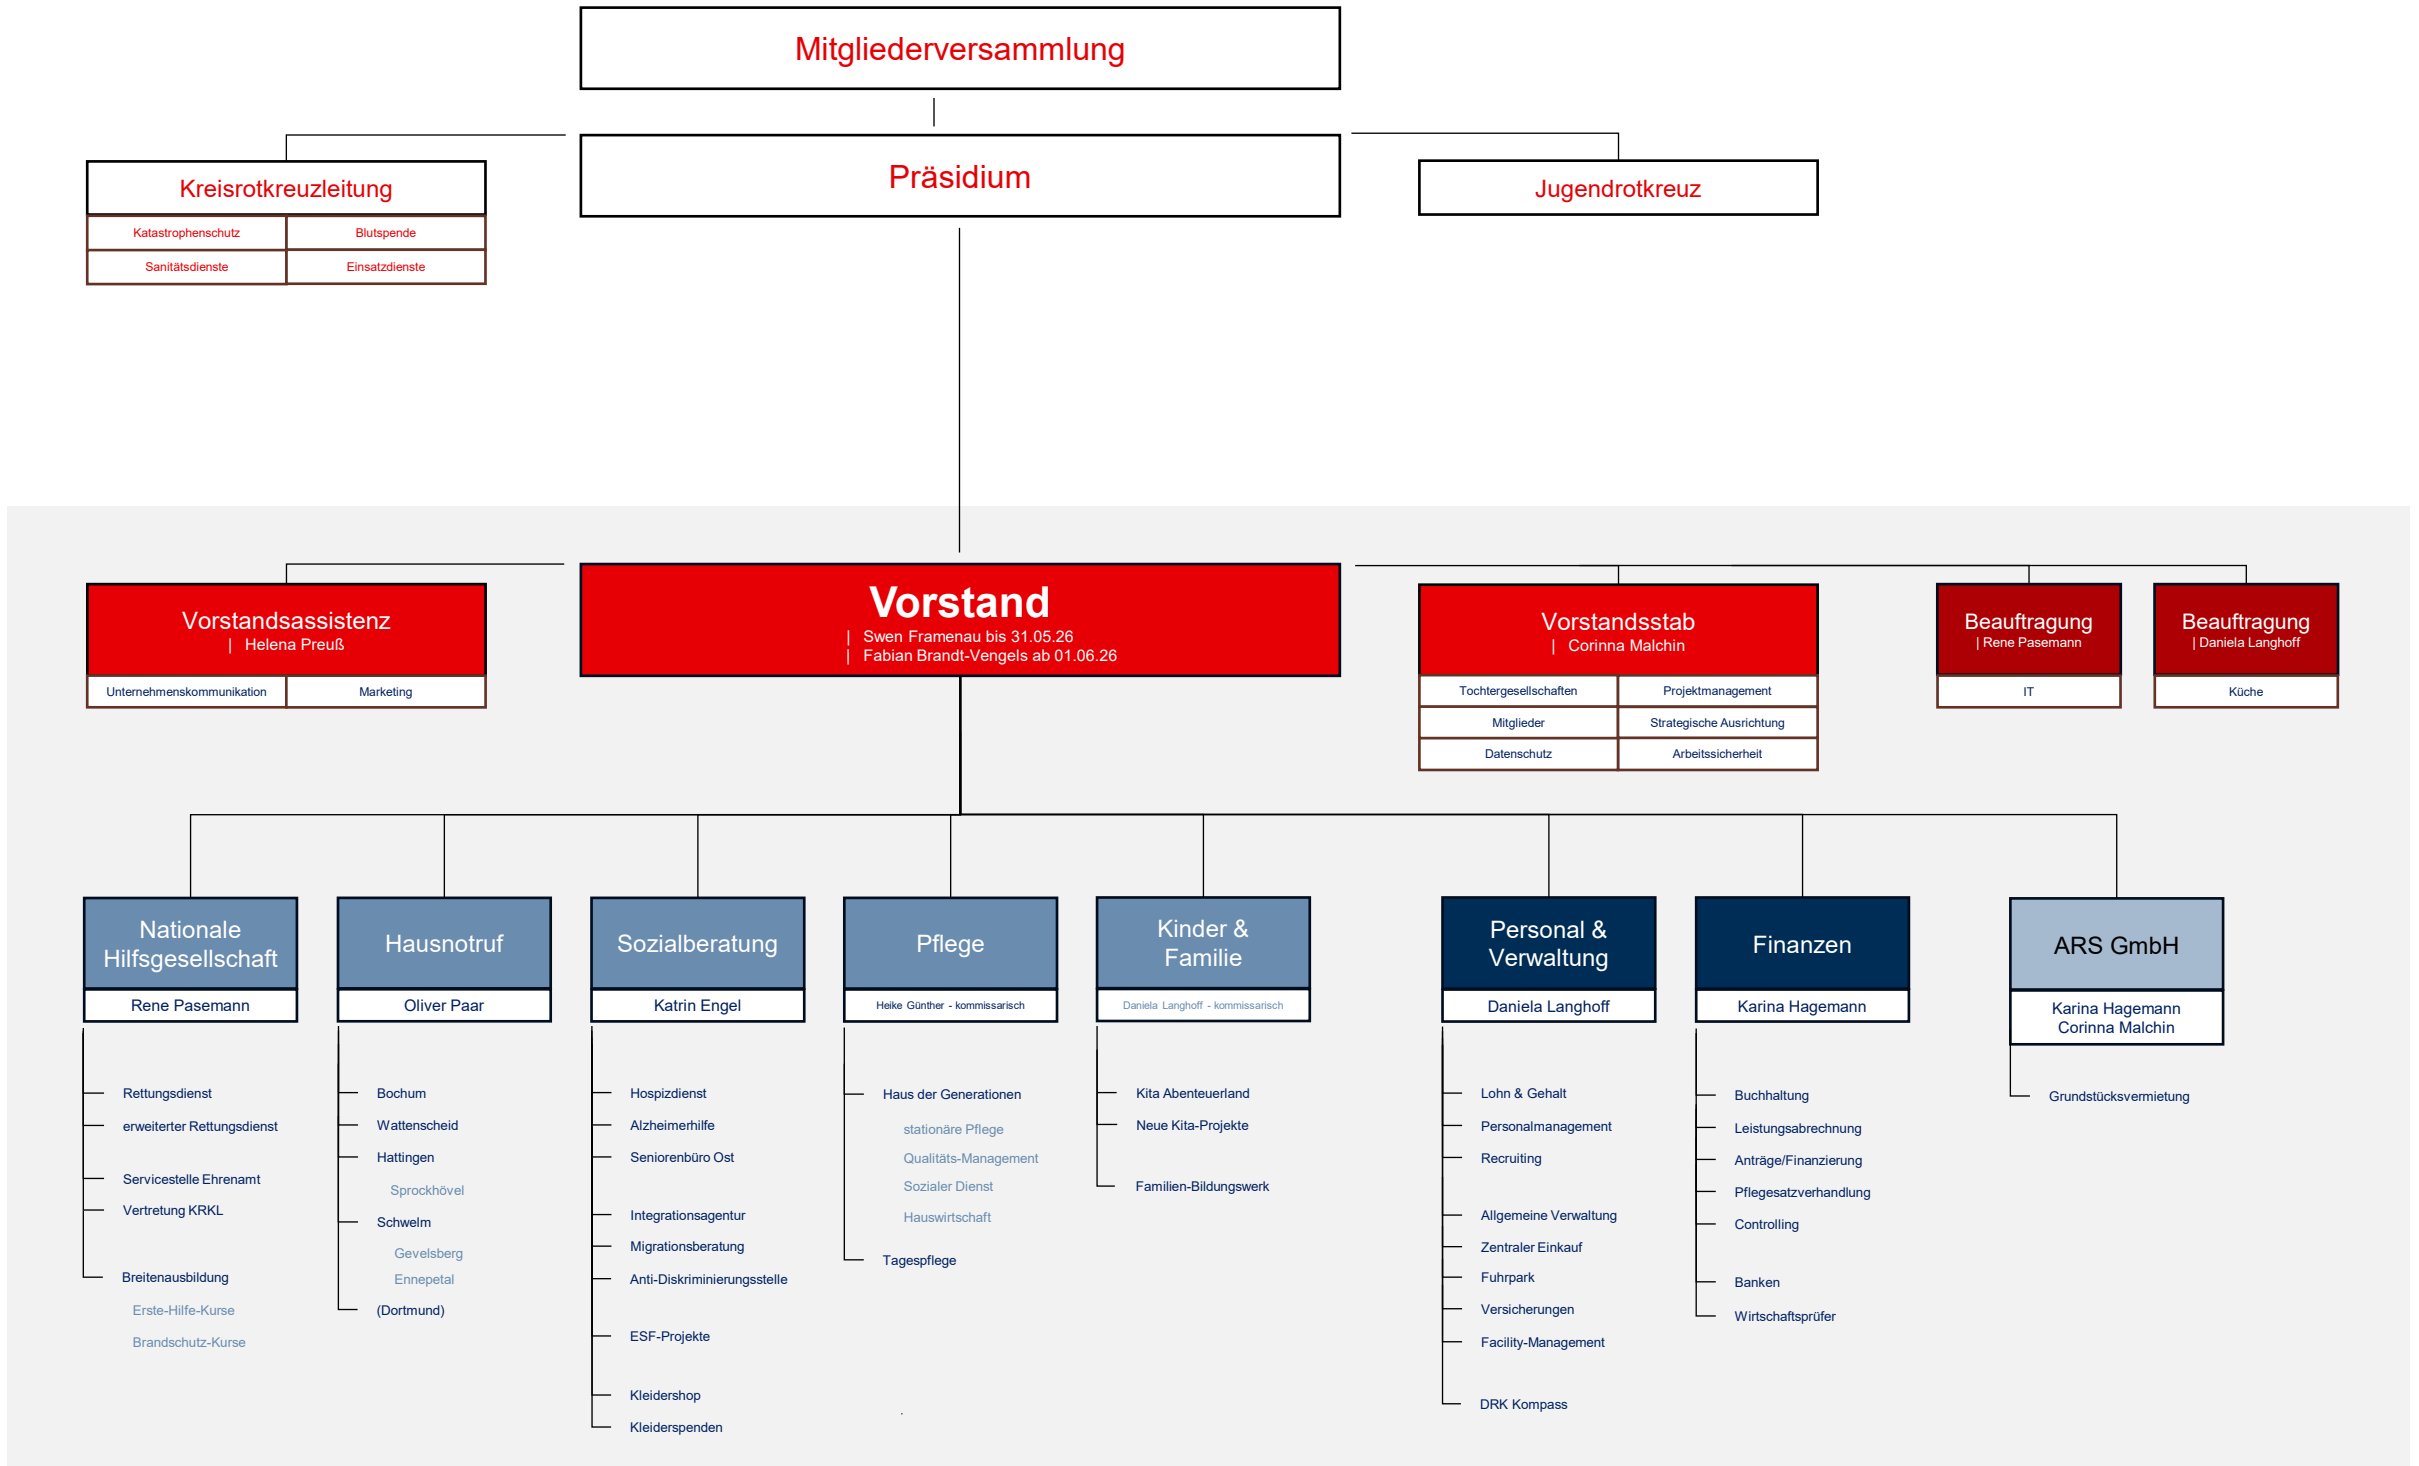 Mitgliederversammlung
Präsidium
Kreisrotkreuzleitung
Katastrophenschutz
Blutspende
Sanitätsdienste
Einsatzdienste
Jugendrotkreuz
Vorstandsassistenz
| Helena Preuß
Unternehmenskommunikation
Marketing
Vorstand
| Swen Framenau bis 31.05.26
| Fabian Brandt-Vengels ab 01.06.26
Vorstandsstab
| Corinna Malchin
Tochtergesellschaften
Projektmanagement
Mitglieder
Strategische Ausrichtung
Datenschutz
Arbeitssicherheit
Beauftragung
| Rene Pasemann
IT
Beauftragung
| Daniela Langhoff
Küche
Nationale
Hilfsgesellschaft
Rene Pasemann
Rettungsdienst
erweiterter Rettungsdienst
Servicestelle Ehrenamt
Vertretung KRKL
Breitenausbildung
Erste-Hilfe-Kurse
Brandschutz-Kurse
Hausnotruf
Oliver Paar
Bochum
Wattenscheid
Hattingen
Sprockhövel
Schwelm
Gevelsberg
Ennepetal
(Dortmund)
Sozialberatung
Katrin Engel
Hospizdienst
Alzheimerhilfe
Seniorenbüro Ost
Integrationsagentur
Migrationsberatung
Anti-Diskriminierungsstelle
ESF-Projekte
Kleidershop
Kleiderspenden
Pflege
Heike Günther - kommissarisch
Haus der Generationen
stationäre Pflege
Qualitäts-Management
Sozialer Dienst
Hauswirtschaft
Tagespflege
Kinder &
Familie
Daniela Langhoff - kommissarisch
Kita Abenteuerland
Neue Kita-Projekte
Familien-Bildungswerk
Personal &
Verwaltung
Daniela Langhoff
Lohn & Gehalt
Personalmanagement
Recruiting
Allgemeine Verwaltung
Zentraler Einkauf
Fuhrpark
Versicherungen
Facility-Management
DRK Kompass
Finanzen
Karina Hagemann
Buchhaltung
Leistungsabrechnung
Anträge/Finanzierung
Pflegesatzverhandlung
Controlling
Banken
Wirtschaftsprüfer
ARS GmbH
Karina Hagemann
Corinna Malchin
Grundstücksvermietung